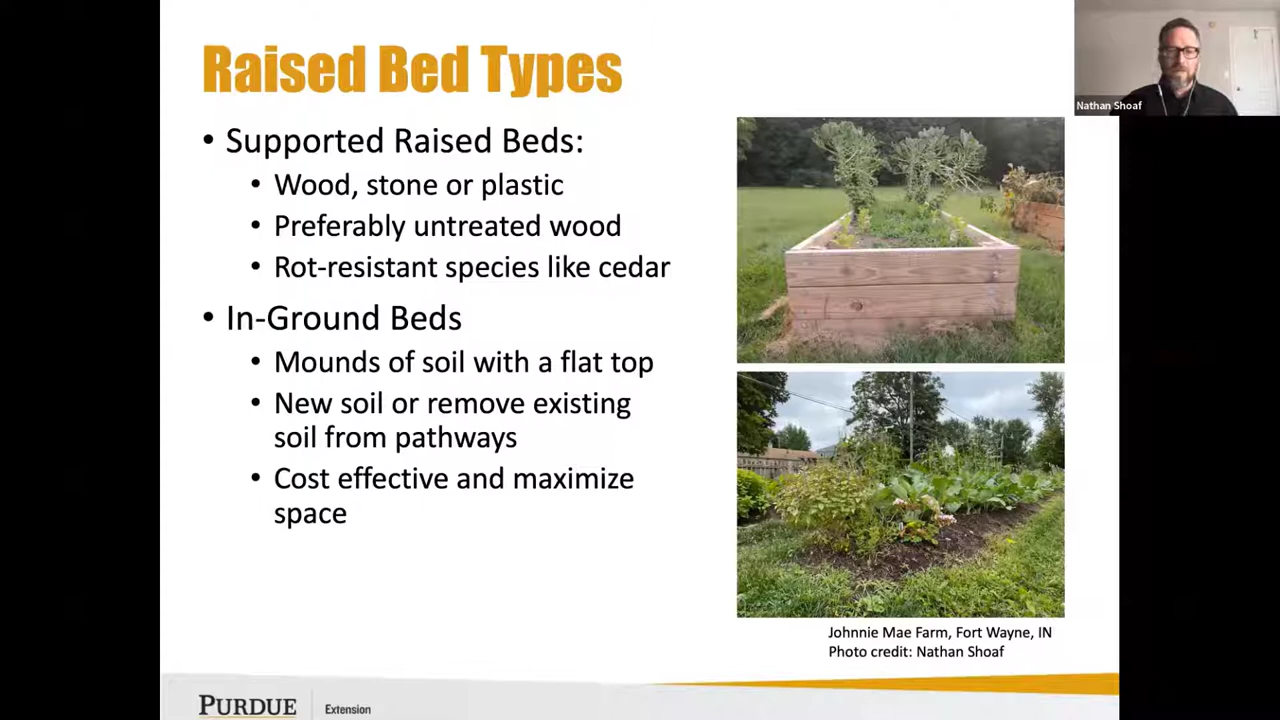 Raised Bed Types
• Supported Raised Beds:
• Wood, stone or plastic
• Preferably untreated wood
• Rot-resistant species like cedar
• In-Ground Beds
• Mounds of soil with a flat top
• New soil or remove existing
soil from pathways
• Cost effective and maximize
space
Nathan Shoaf
Johnnie Mae Farm, Fort Wayne, IN
Photo credit: Nathan Shoaf
PURDUE
Extension